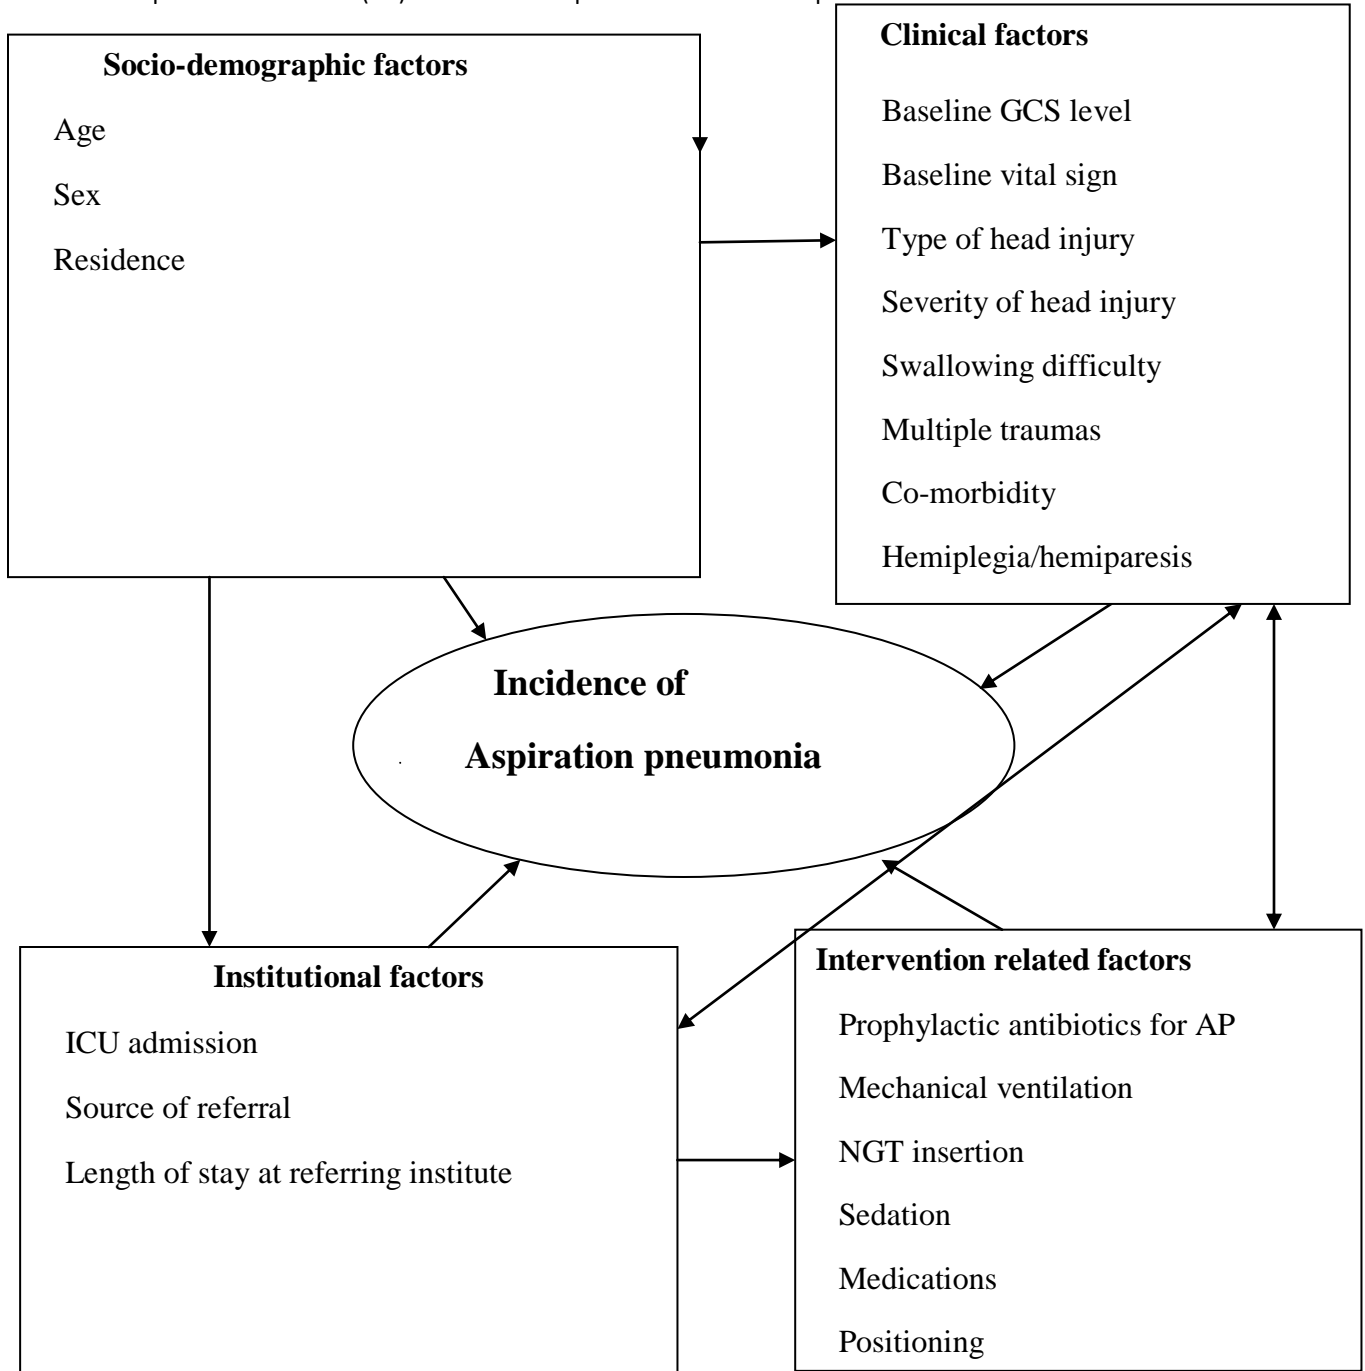 Socio-demographic factors
Age
Sex
Residence
Clinical factors
Baseline GCS level
Baseline vital sign
Type of head injury
Severity of head injury
Swallowing difficulty
Multiple traumas
Co-morbidity
Hemiplegia/hemiparesis
Incidence of
Aspiration pneumonia
Institutional factors
ICU admission
Source of referral
Length of stay at referring institute
Intervention related factors
Prophylactic antibiotics for AP
Mechanical ventilation
NGT insertion
Sedation
Medications
Positioning